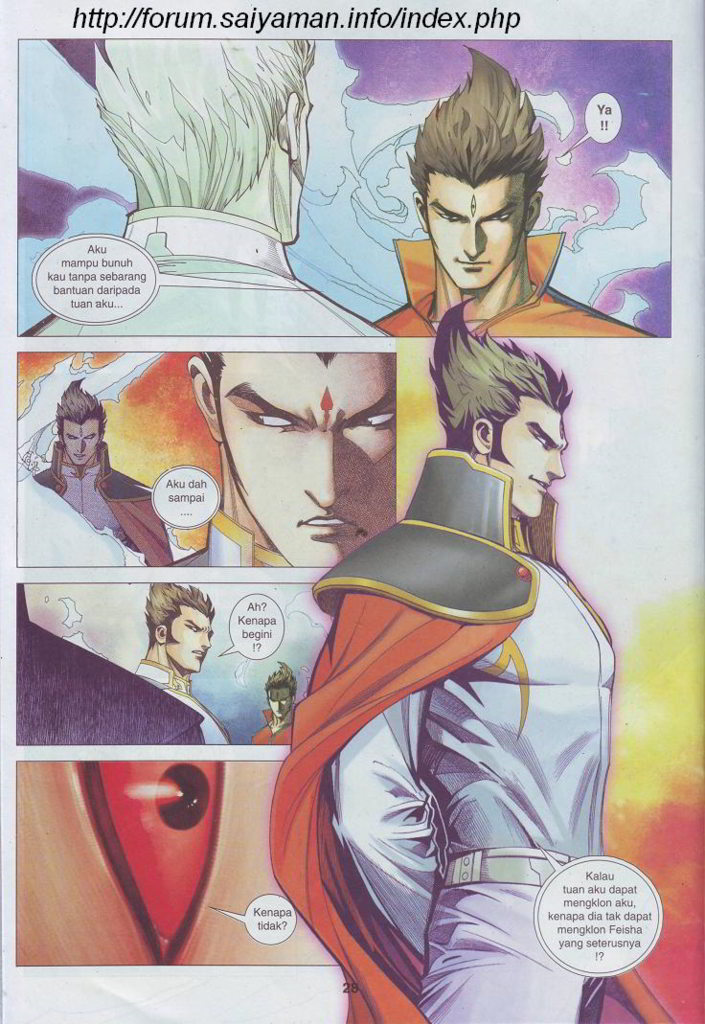 http://forum.saiyaman.info/index.php
Ya
!!
Aku
mampu bunuh
kau tanpa sebarang
bantuan daripada
tuan aku...
Aku dah
sampai
....
Ah?
Kenapa
begini
!?
Kenapa
tidak?
Kalau
tuan aku dapat
mengklon aku,
kenapa dia tak dapat
mengklon Feisha
yang seterusnya
!?
28